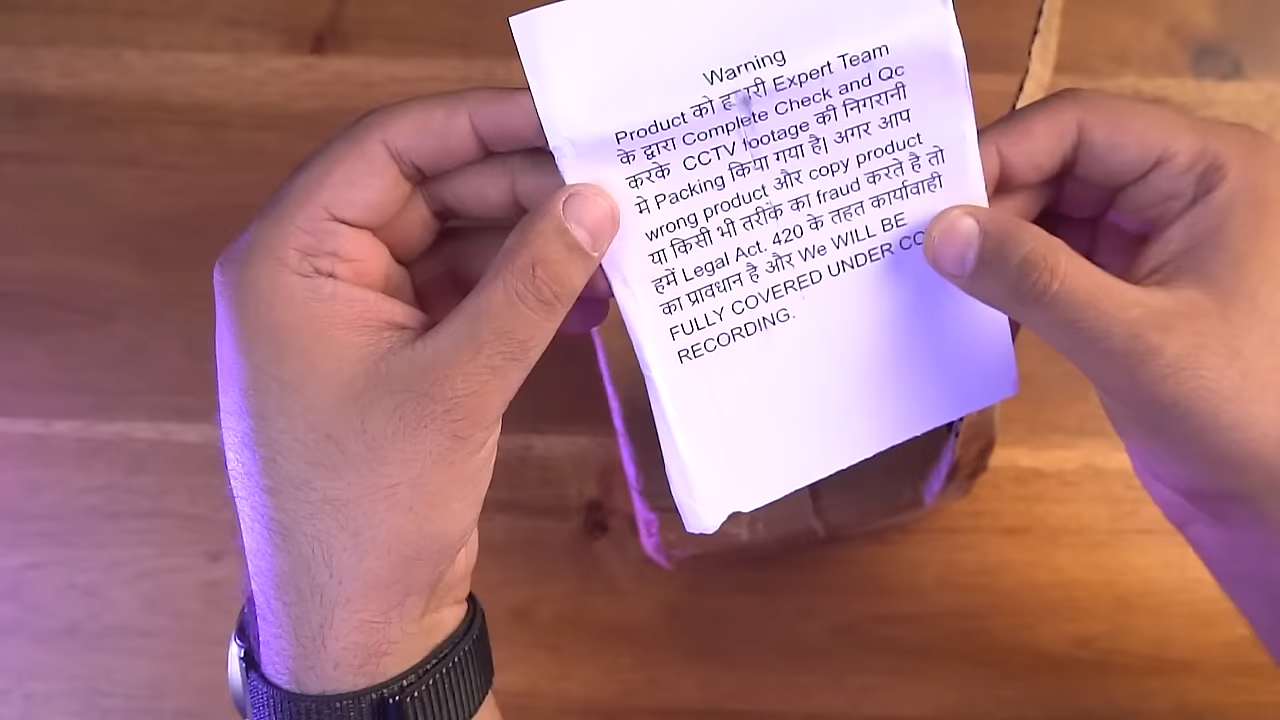 Warning
Product को Expert Team
के द्वारा Complete Check and Qc
करके CCTV footage की निगरानी
मे Packing किया गया है। अगर आप
wrong product और copy product
या किसी भी तरीके का fraud करते है तो
हमें Legal Act. 420 के तहत कार्यावाही
का प्रावधान है और We WILL BE
FULLY COVERED UNDER
RECORDING.